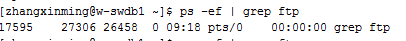 [zhangxinming@w-swdb1 ~]$ ps -ef | grep ftp
17595 27306 26458 0 09:18 pts/0 00:00:00 grep ftp